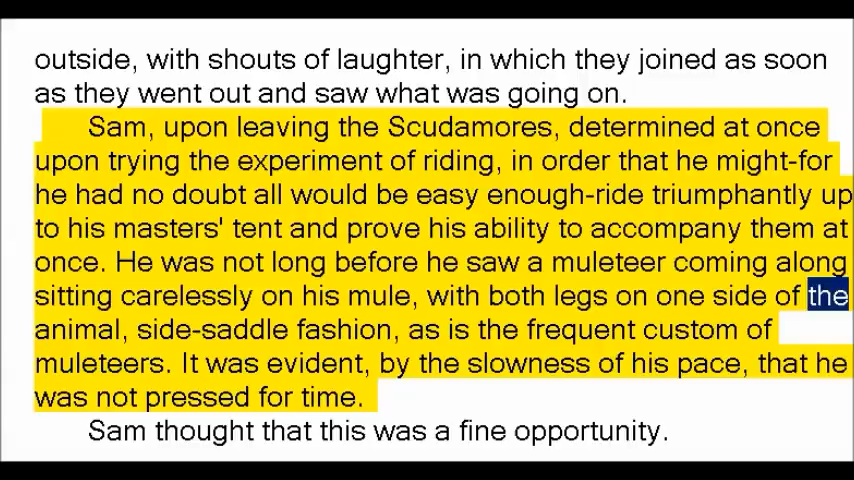 outside, with shouts of laughter, in which they joined as soon
as they went out and saw what was going on.
Sam, upon leaving the Scudamores, determined at once
upon trying the experiment of riding, in order that he might-for
he had no doubt all would be easy enough-ride triumphantly up
to his masters' tent and prove his ability to accompany them at
once. He was not long before he saw a muleteer coming along
sitting carelessly on his mule, with both legs on one side of the
animal, side-saddle fashion, as is the frequent custom of
muleteers. It was evident, by the slowness of his pace, that he
was not pressed for time.
Sam thought that this was a fine opportunity.